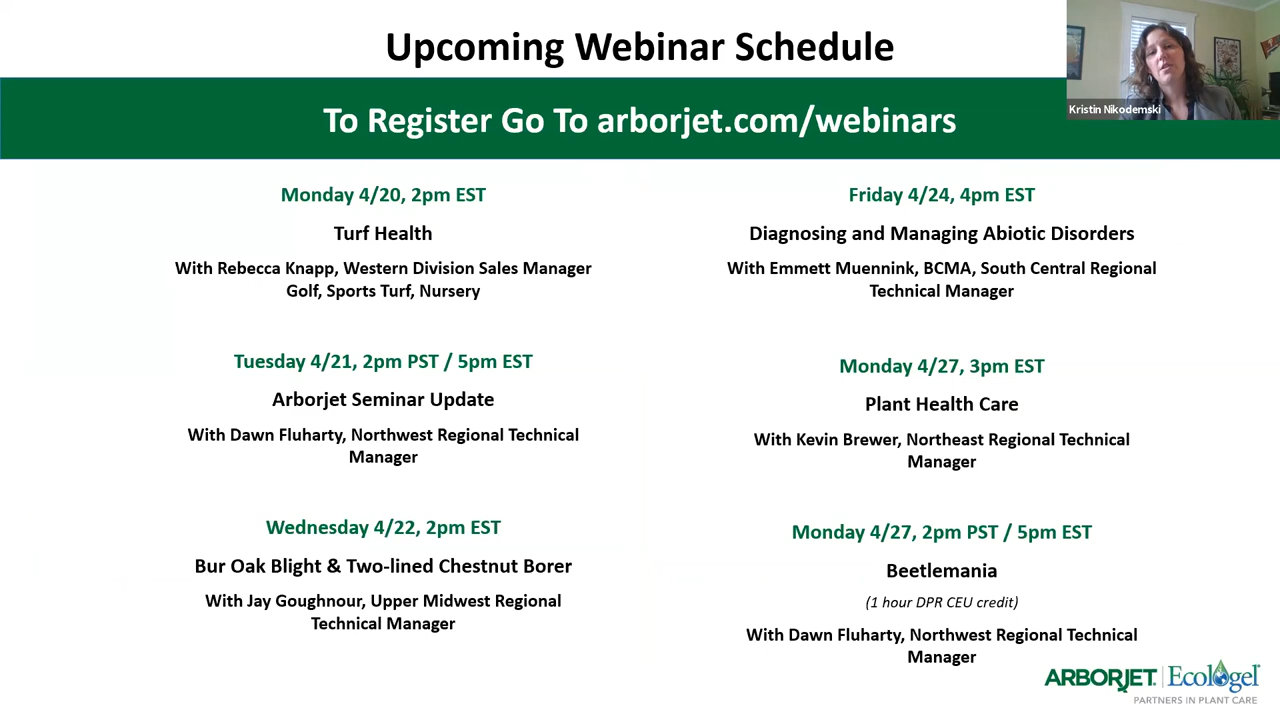 Upcoming Webinar Schedule
To Register Go To arborjet.com/webinars
Kristin Nikodemski
Monday 4/20, 2pm EST
Turf Health
With Rebecca Knapp, Western Division Sales Manager
Golf, Sports Turf, Nursery
Tuesday 4/21, 2pm PST / 5pm EST
Arborjet Seminar Update
With Dawn Fluharty, Northwest Regional Technical
Manager
Wednesday 4/22, 2pm EST
Bur Oak Blight & Two-lined Chestnut Borer
With Jay Goughnour, Upper Midwest Regional
Technical Manager
Friday 4/24, 4pm EST
Diagnosing and Managing Abiotic Disorders
With Emmett Muennink, BCMA, South Central Regional
Technical Manager
Monday 4/27, 3pm EST
Plant Health Care
With Kevin Brewer, Northeast Regional Technical
Manager
Monday 4/27, 2pm PST / 5pm EST
Beetlemania
(1 hour DPR CEU credit)
With Dawn Fluharty, Northwest Regional Technical
Manager
ARBORJET | Ecologel
PARTNERS IN PLANT CARE